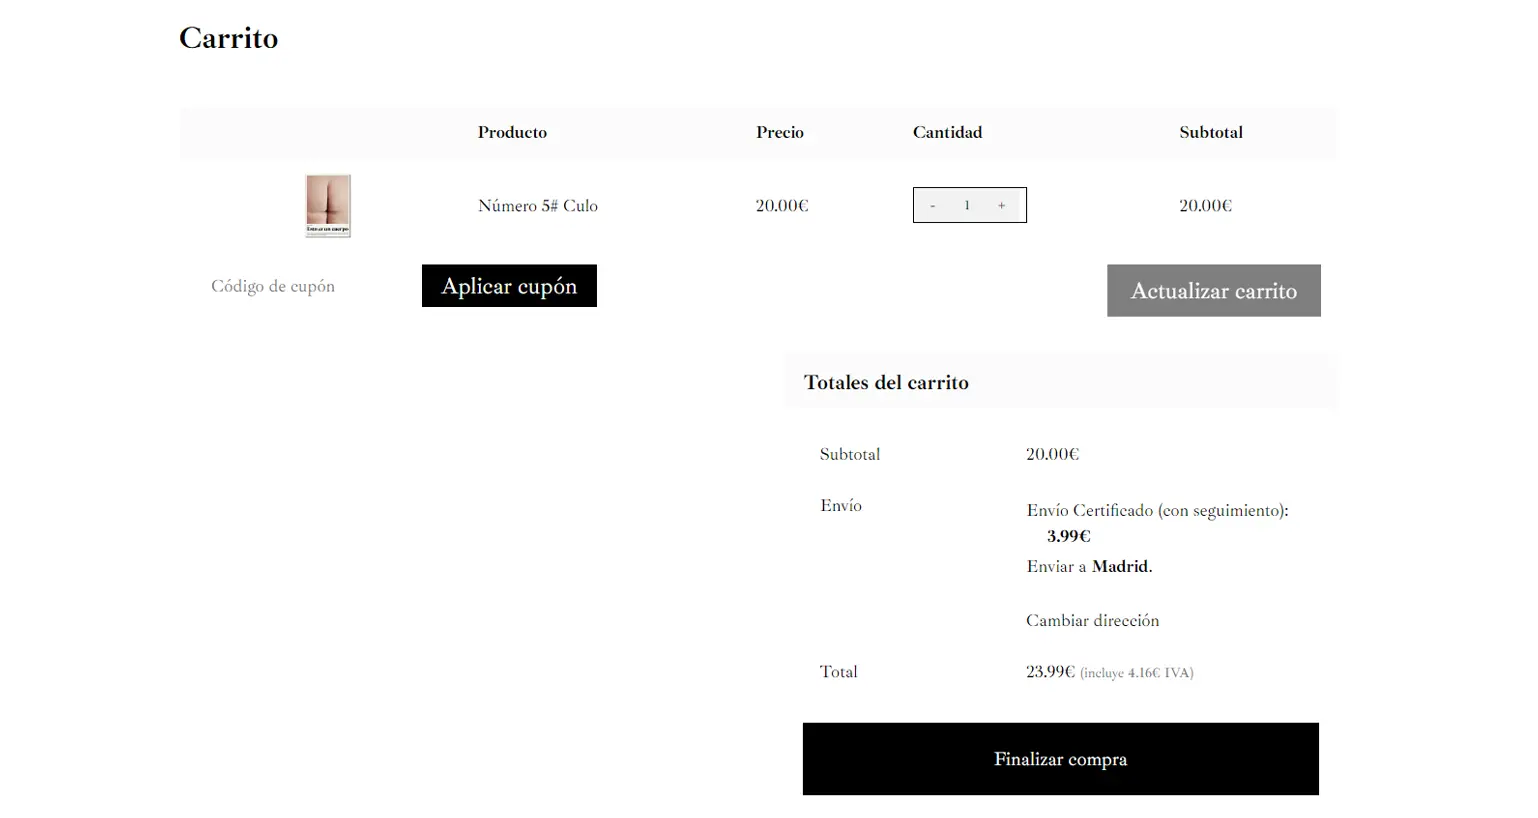 Carrito
Producto Precio Cantidad Subtotal
Número 5# Culo 20.00€ - 1 + 20.00€
Código de cupón Aplicar cupón Actualizar carrito
Totales del carrito
Subtotal 20.00€
Envío Envío Certificado (con seguimiento):
3.99€
Enviar a Madrid.
Cambiar dirección
Total 23.99€ (incluye 4.16€ IVA)
Finalizar compra